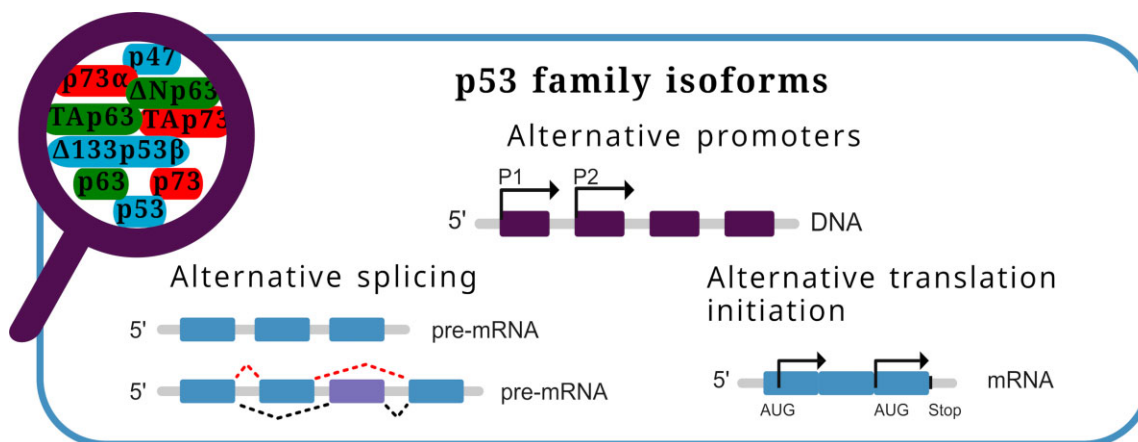 p47
p73α
ΔNp63
TAp63
TAp73
Δ133p53β
p63
p73
p53
p53 family isoforms
Alternative promoters
P1 P2
5' DNA
Alternative splicing
5' pre-mRNA
5' pre-mRNA
Alternative translation
initiation
5' mRNA
AUG AUG Stop